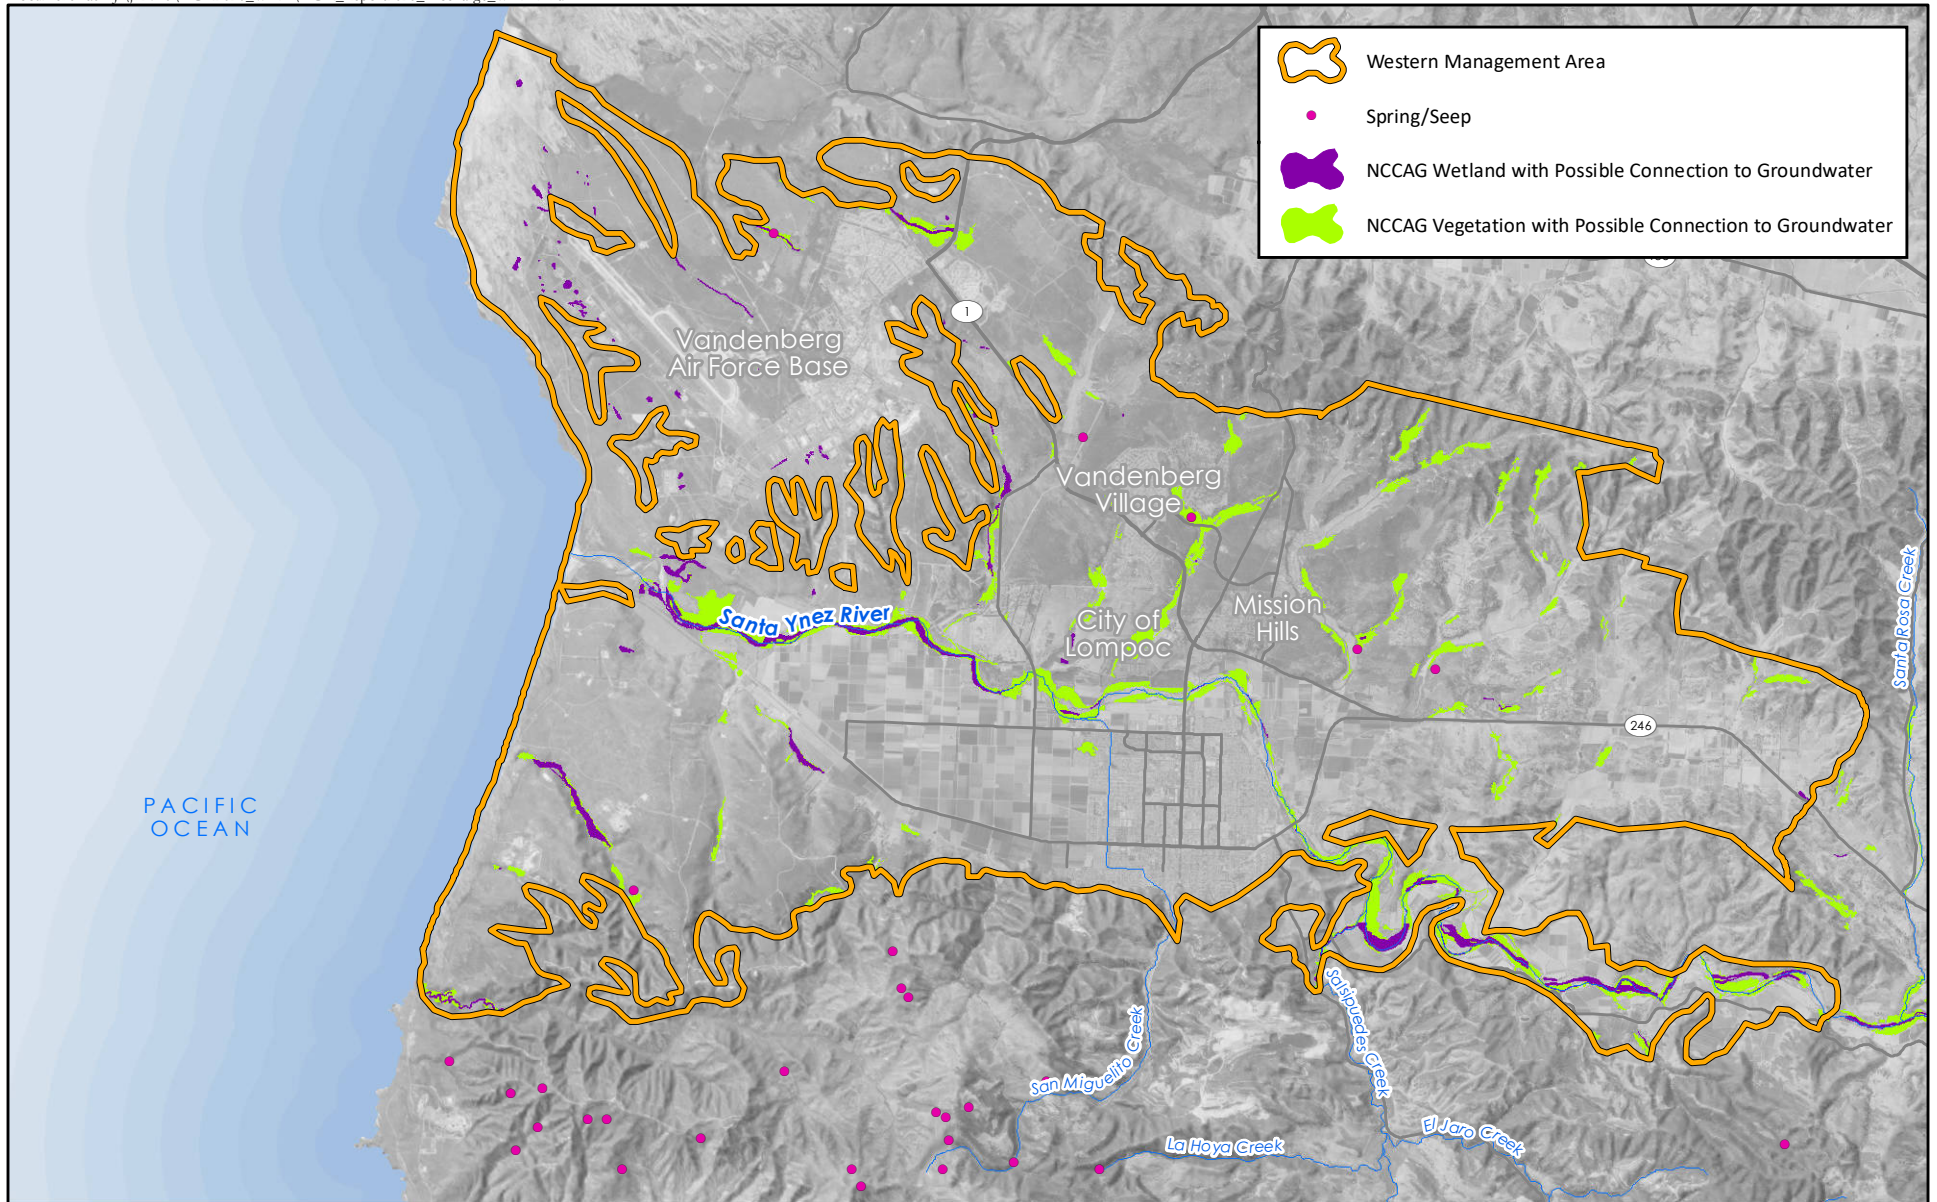 Western Management Area
Spring/Seep
NCCAG Wetland with Possible Connection to Groundwater
NCCAG Vegetation with Possible Connection to Groundwater
1
Vandenberg
Air Force Base
Vandenberg
Village
Santa Ynez River
City of
Lompoc
Mission
Hills
Santa Rosa Creek
246
PACIFIC
OCEAN
Salsipuedes Creek
San Miguelito Creek
La Hoya Creek
El Jaro Creek